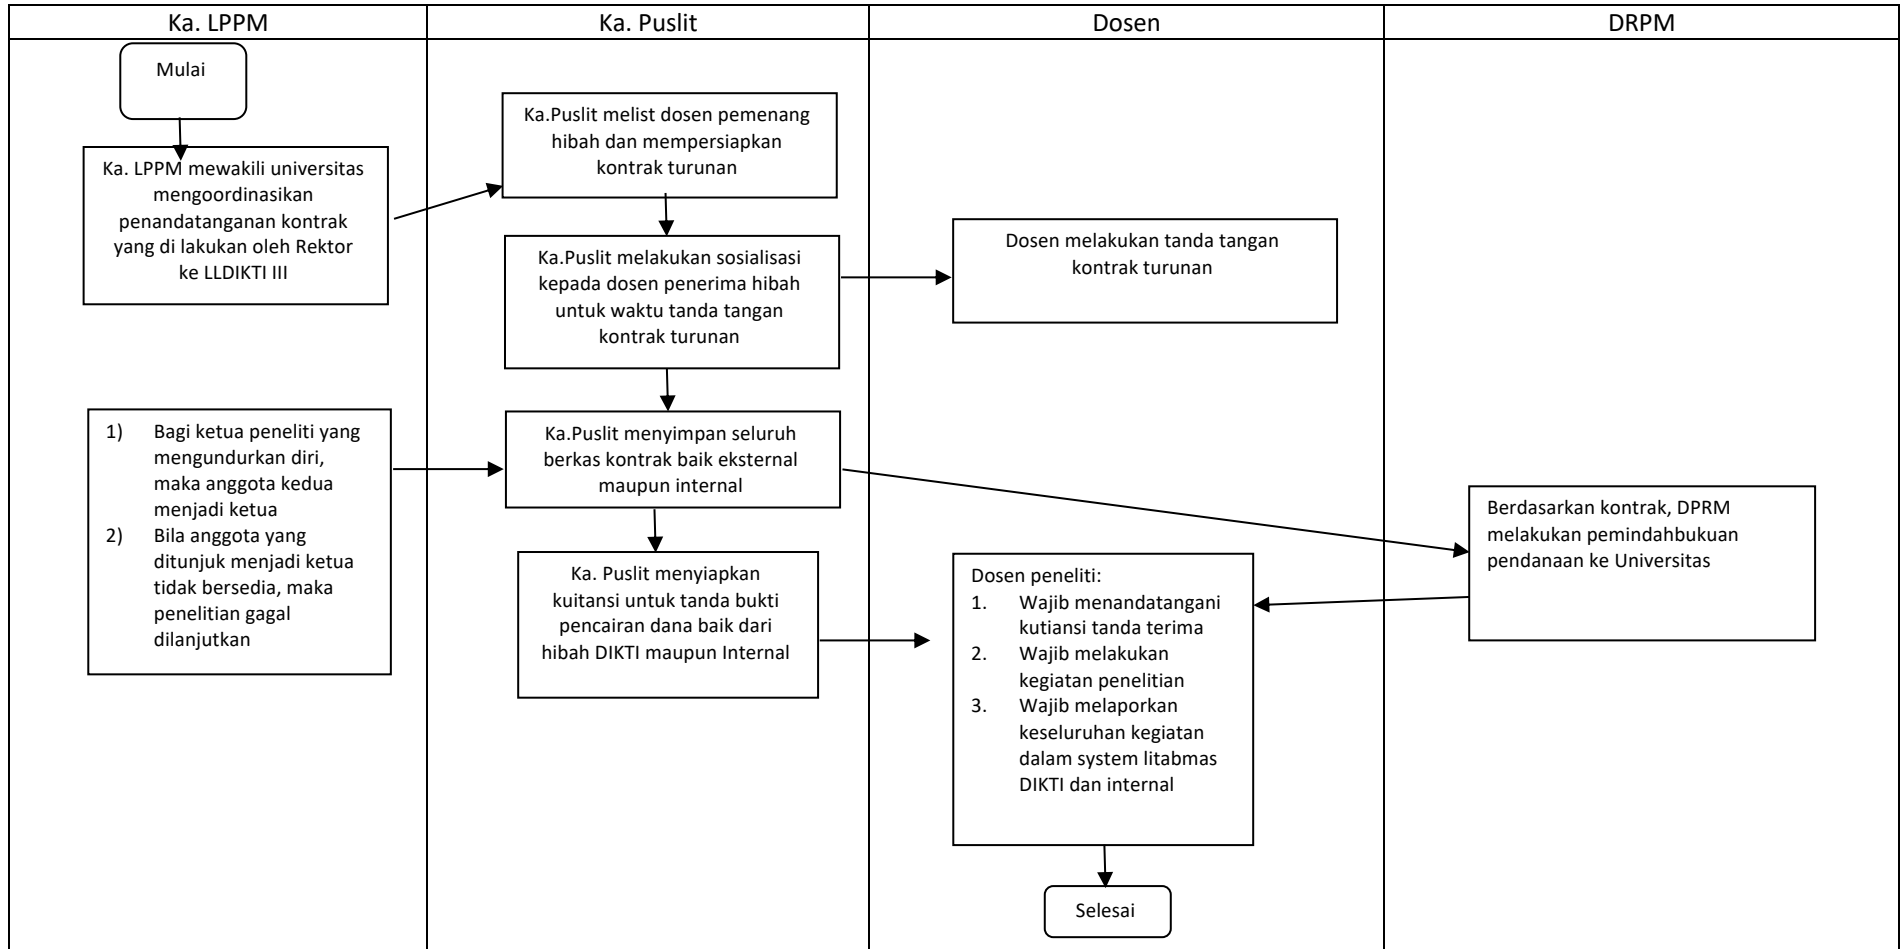 Ka. LPPM
Ka. Puslit
Dosen
DRPM
Mulai
Ka. LPPM mewakili universitas
mengoordinasikan
penandatanganan kontrak
yang di lakukan oleh Rektor
ke LLDIKTI III
Ka.Puslit melist dosen pemenang
hibah dan mempersiapkan
kontrak turunan
Ka.Puslit melakukan sosialisasi
kepada dosen penerima hibah
untuk waktu tanda tangan
kontrak turunan
Dosen melakukan tanda tangan
kontrak turunan
1) Bagi ketua peneliti yang
mengundurkan diri,
maka anggota kedua
menjadi ketua
2) Bila anggota yang
ditunjuk menjadi ketua
tidak bersedia, maka
penelitian gagal
dilanjutkan
Ka.Puslit menyimpan seluruh
berkas kontrak baik eksternal
maupun internal
Berdasarkan kontrak, DPRM
melakukan pemindahbukuan
pendanaan ke Universitas
Ka. Puslit menyiapkan
kuitansi untuk tanda bukti
pencairan dana baik dari
hibah DIKTI maupun Internal
Dosen peneliti:
1. Wajib menandatangani
kutiansi tanda terima
2. Wajib melakukan
kegiatan penelitian
3. Wajib melaporkan
keseluruhan kegiatan
dalam system litabmas
DIKTI dan internal
Selesai